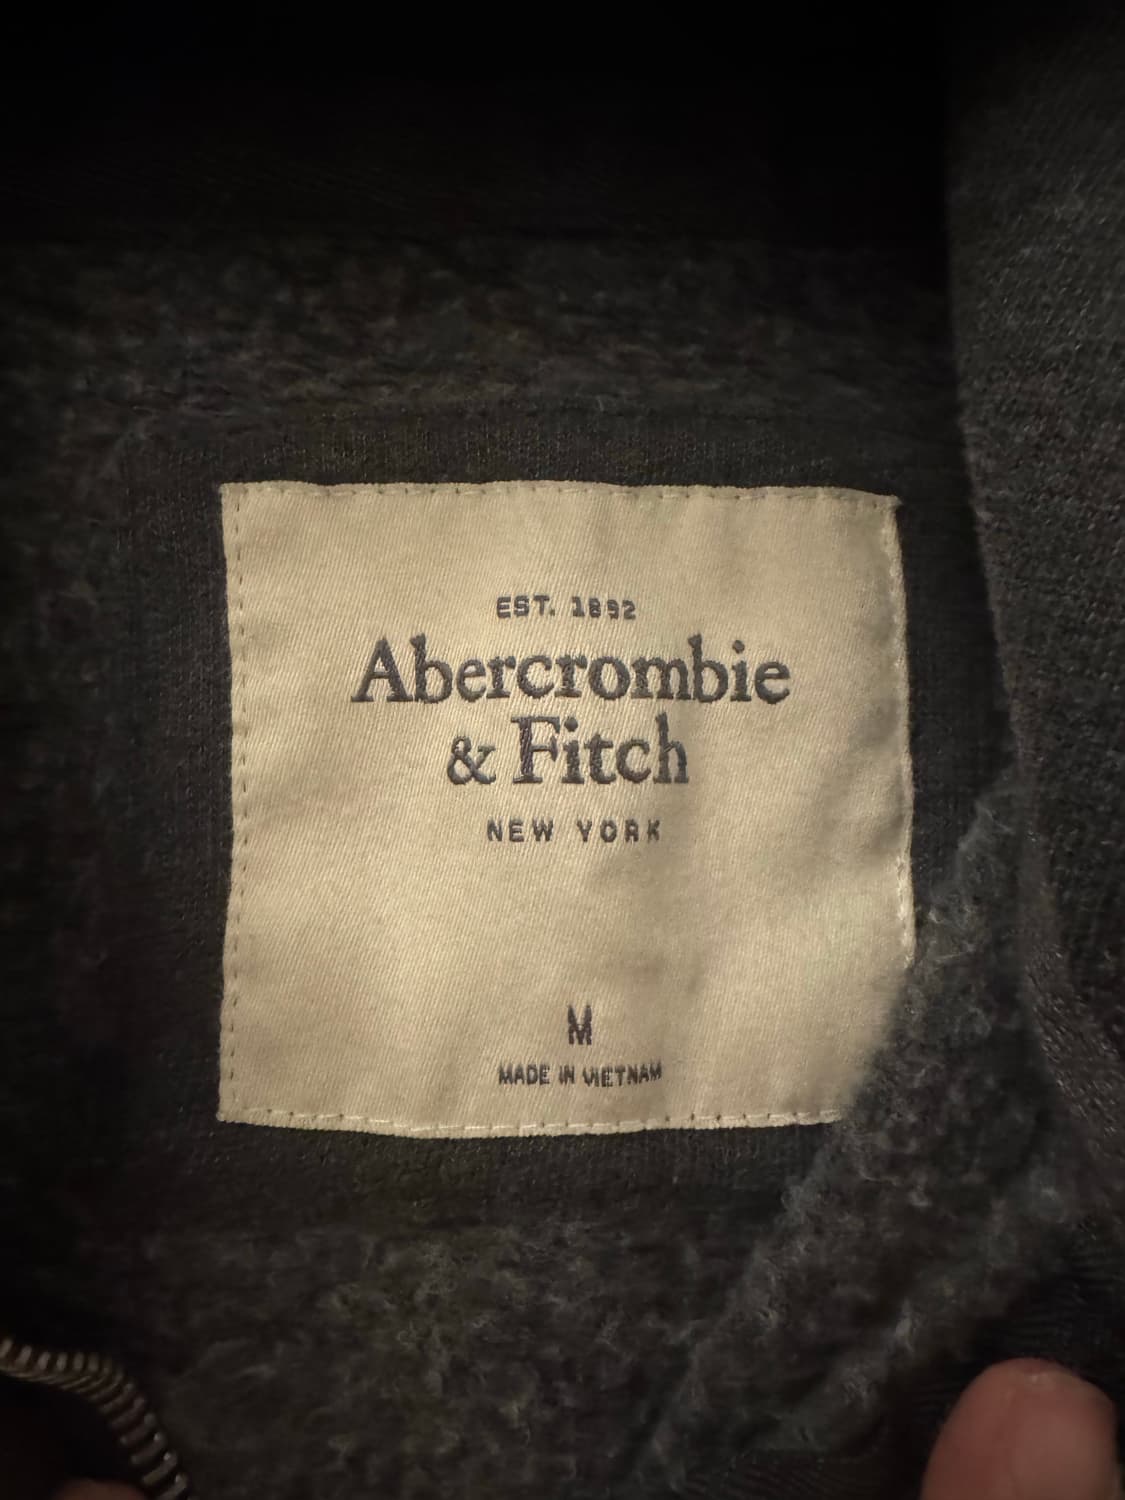 EST. 1892
Abercrombie
& Fitch
NEW YORK
M
MADE IN VIETNAM